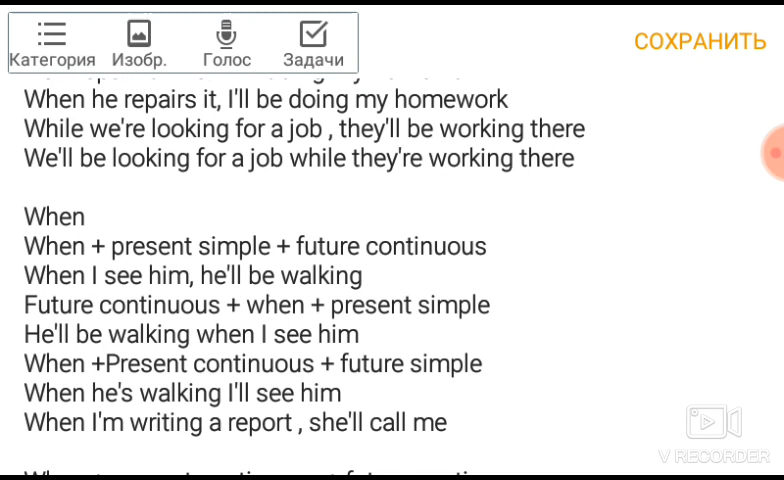 Категория Изобр. Голос Задачи
СОХРАНИТЬ
When he repairs it, I'll be doing my homework
While we're looking for a job , they'll be working there
We'll be looking for a job while they're working there
When
When + present simple + future continuous
When I see him, he'll be walking
Future continuous + when + present simple
He'll be walking when I see him
When +Present continuous + future simple
When he's walking I'll see him
When I'm writing a report , she'll call me
V RECORDER